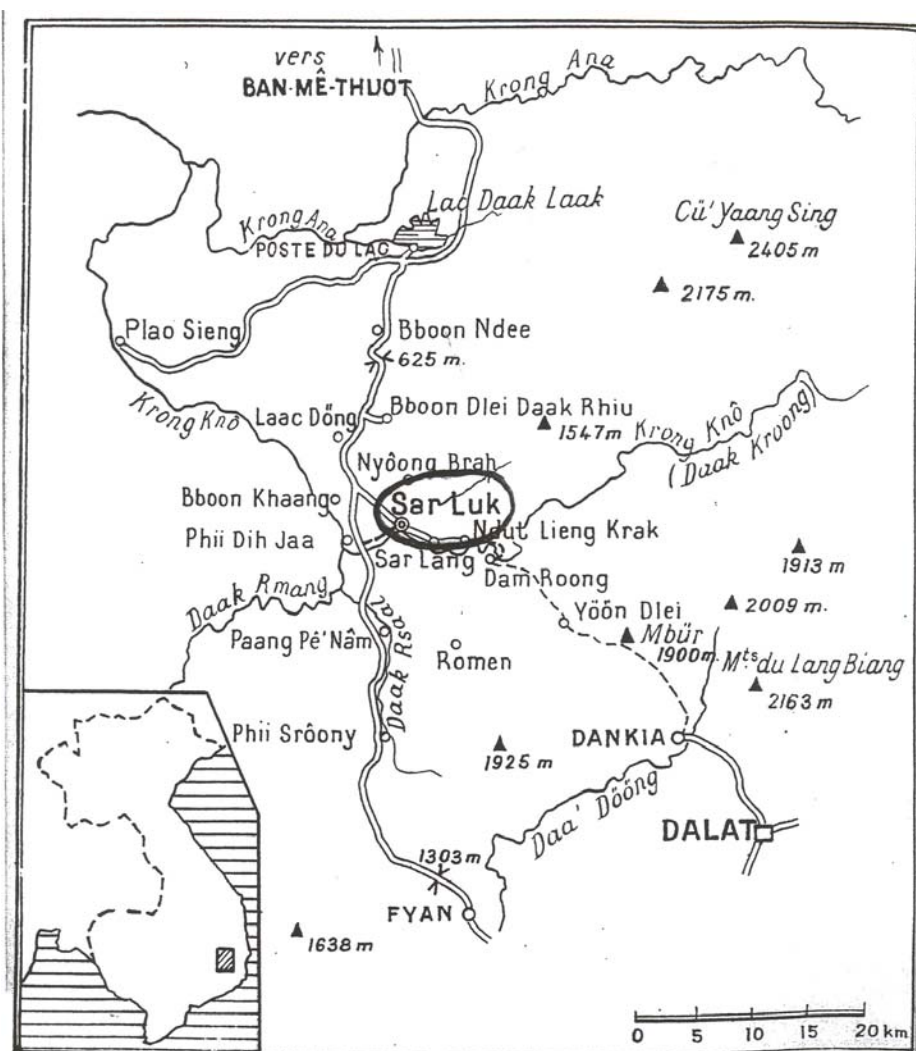 vers
BAN-MÊ-THUOT
Krong Ana
Lac Daak Laak
Krong Ana
POSTE DU LAC
Cü' Yaang Sing
2405 m
2175 m.
Plao Sieng
Bboon Ndee
625 m.
Krong Knô
Laac Dông
Bboon Dlei Daak Rhiu
1547m
Krong Knô
(Daak Kroong)
Nyôong Brah
Bboon Khaang
Sar Luk
Phii Dih Jaa
Ndut Lieng Krak
Sar Lang
Dam Roong
1913 m
Daak Rmang
2009 m.
Yöön Dlei
Paang Pê'Nâm
Daak Rsaal
Romen
Mbür
1900m.
Mts du Lang Biang
2163 m
Phii Srôony
1925 m
DANKIA
Daa' Dööng
DALAT
1303 m
FYAN
1638 m
0 5 10 15 20 km